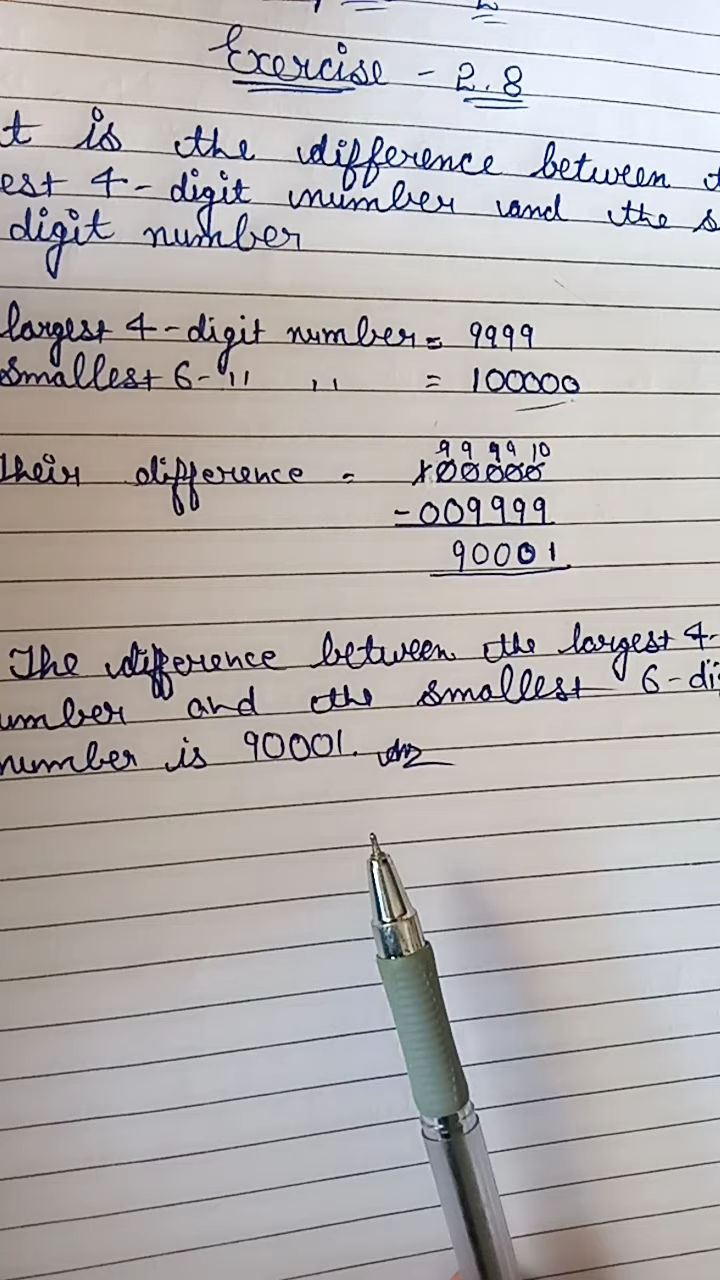 Exercise - 2.8
t is the difference between
est 4-digit number and the s
digit number
largest 4-digit number = 9999
Smallest 6- " " = 100000
Their difference = 100000
9 9 9 9 10
- 009999
90001
The difference between the largest 4-
umber and the smallest 6-di
number is 90001. Ans